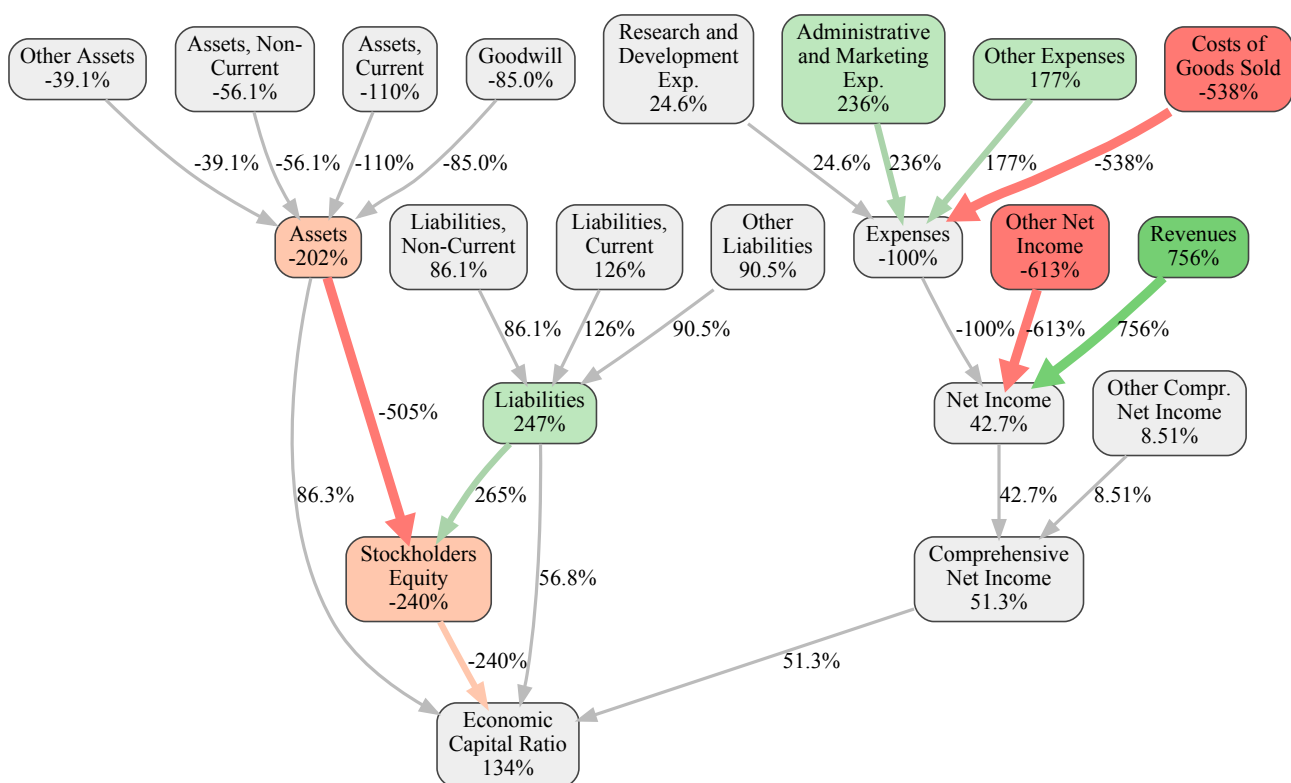 Other Assets
-39.1%
Assets, Non-
Current
-56.1%
Assets,
Current
-110%
Goodwill
-85.0%
Research and
Development
Exp.
24.6%
Administrative
and Marketing
Exp.
236%
Other Expenses
177%
Costs of
Goods Sold
-538%
-39.1%
-56.1%
-110%
-85.0%
24.6%
236%
177%
-538%
Assets
-202%
Liabilities,
Non-Current
86.1%
Liabilities,
Current
126%
Other
Liabilities
90.5%
Expenses
-100%
Other Net
Income
-613%
Revenues
756%
86.1%
126%
90.5%
-100%
-613%
756%
-505%
Liabilities
247%
Net Income
42.7%
Other Compr.
Net Income
8.51%
86.3%
265%
42.7%
8.51%
Stockholders
Equity
-240%
56.8%
Comprehensive
Net Income
51.3%
-240%
51.3%
Economic
Capital Ratio
134%